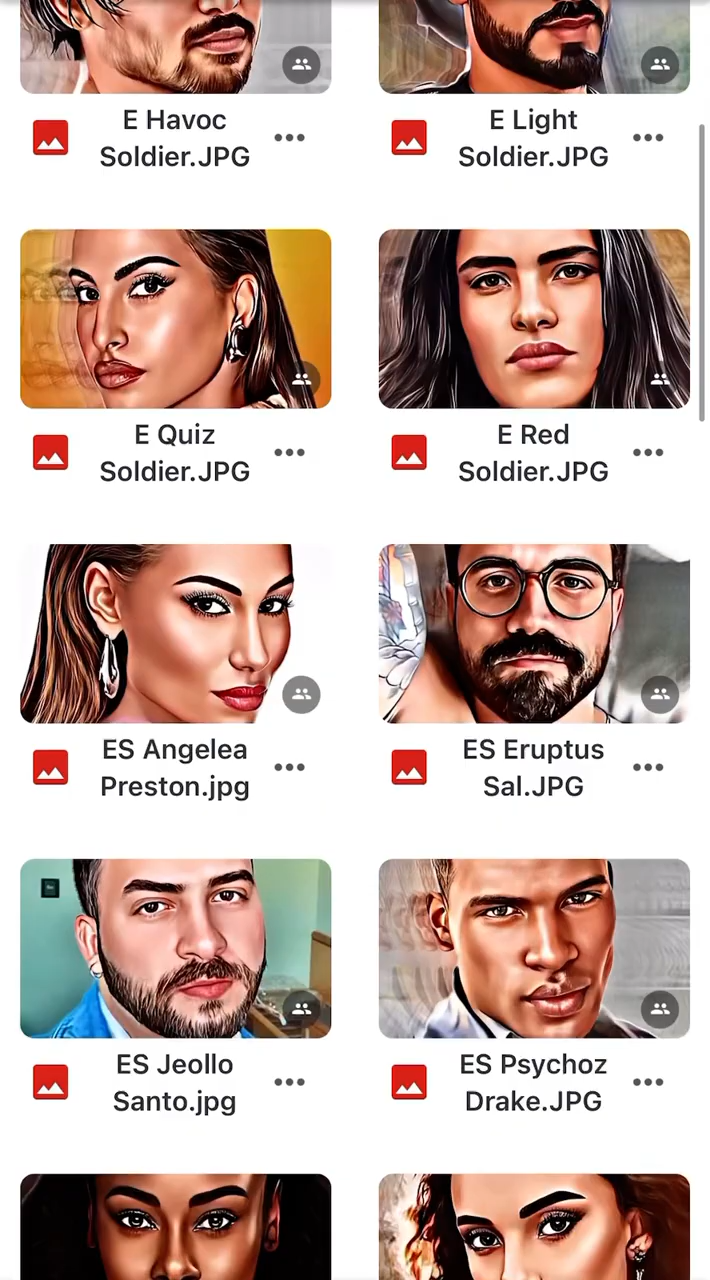 E Havoc
Soldier.JPG
E Light
Soldier.JPG
E Quiz
Soldier.JPG
E Red
Soldier.JPG
ES Angelea
Preston.jpg
ES Eruptus
Sal.JPG
ES Jeollo
Santo.jpg
ES Psychoz
Drake.JPG